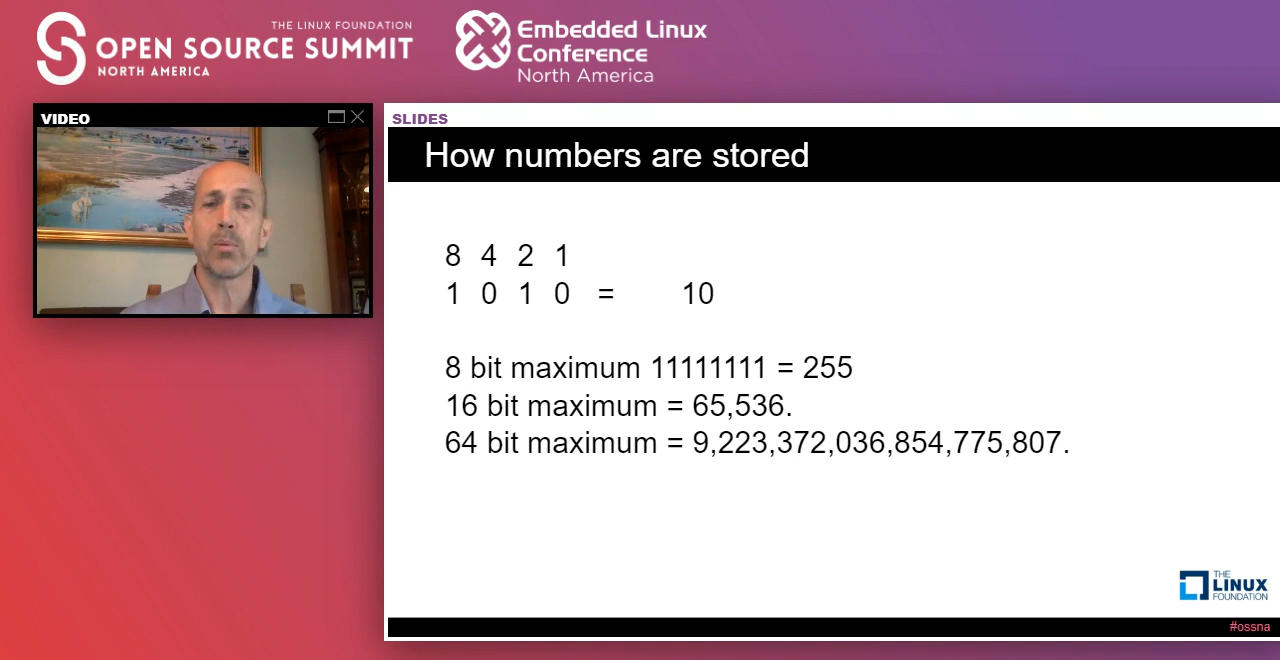 THE LINUX FOUNDATION
OPEN SOURCE SUMMIT
NORTH AMERICA
Embedded Linux
Conference
North America
VIDEO
SLIDES
How numbers are stored
8 4 2 1
1 0 1 0 = 10
8 bit maximum 11111111 = 255
16 bit maximum = 65,536.
64 bit maximum = 9,223,372,036,854,775,807.
THE
LINUX
FOUNDATION
#ossna